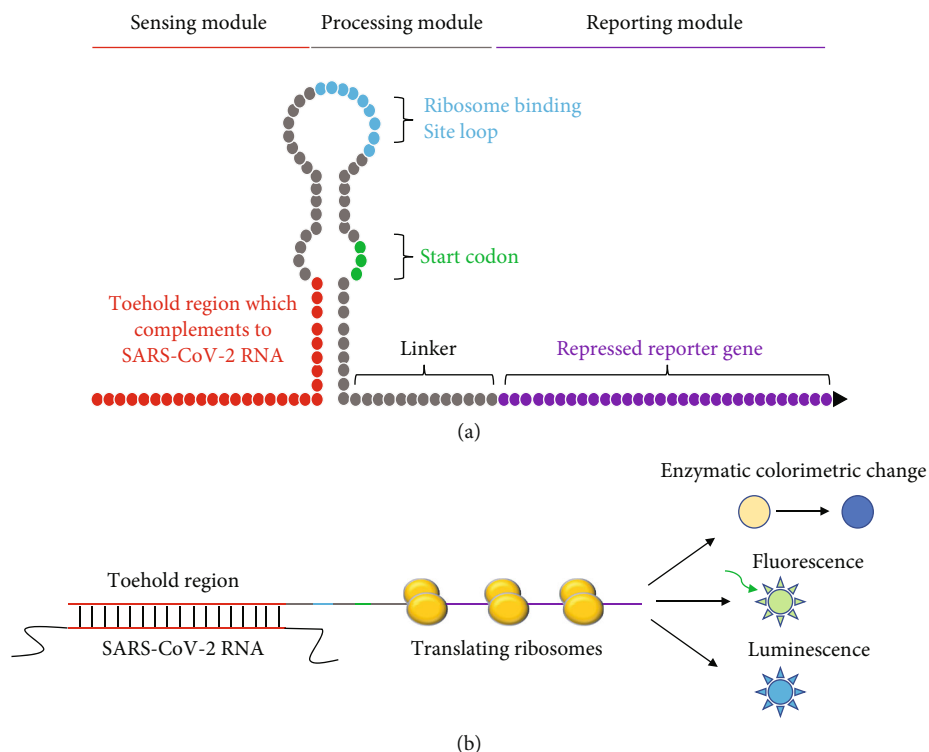 Sensing module
Processing module
Reporting module
Ribosome binding
Site loop
Start codon
Toehold region which
complements to
SARS-CoV-2 RNA
Linker
Repressed reporter gene
(a)
Enzymatic colorimetric change
Fluorescence
Toehold region
SARS-CoV-2 RNA
Translating ribosomes
Luminescence
(b)